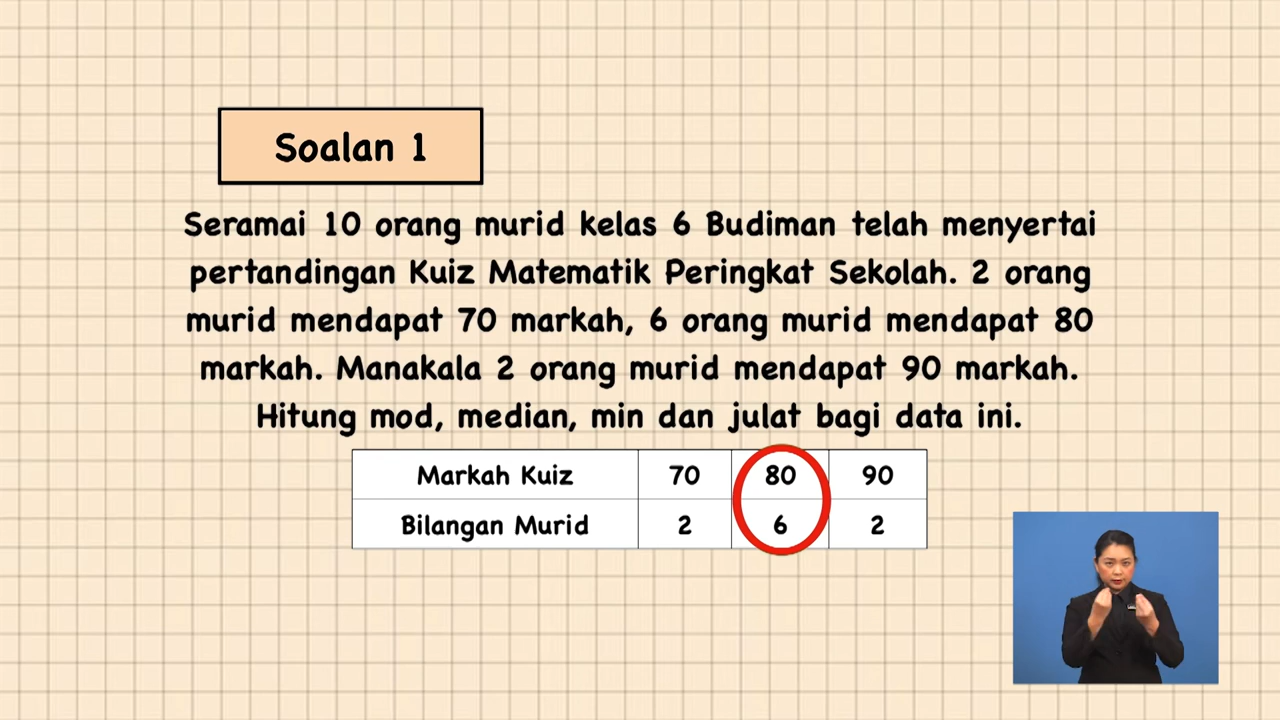 Soalan 1
Seramai 10 orang murid kelas 6 Budiman telah menyertai
pertandingan Kuiz Matematik Peringkat Sekolah. 2 orang
murid mendapat 70 markah, 6 orang murid mendapat 80
markah. Manakala 2 orang murid mendapat 90 markah.
Hitung mod, median, min dan julat bagi data ini.
Markah Kuiz 70 80 90
Bilangan Murid 2 6 2